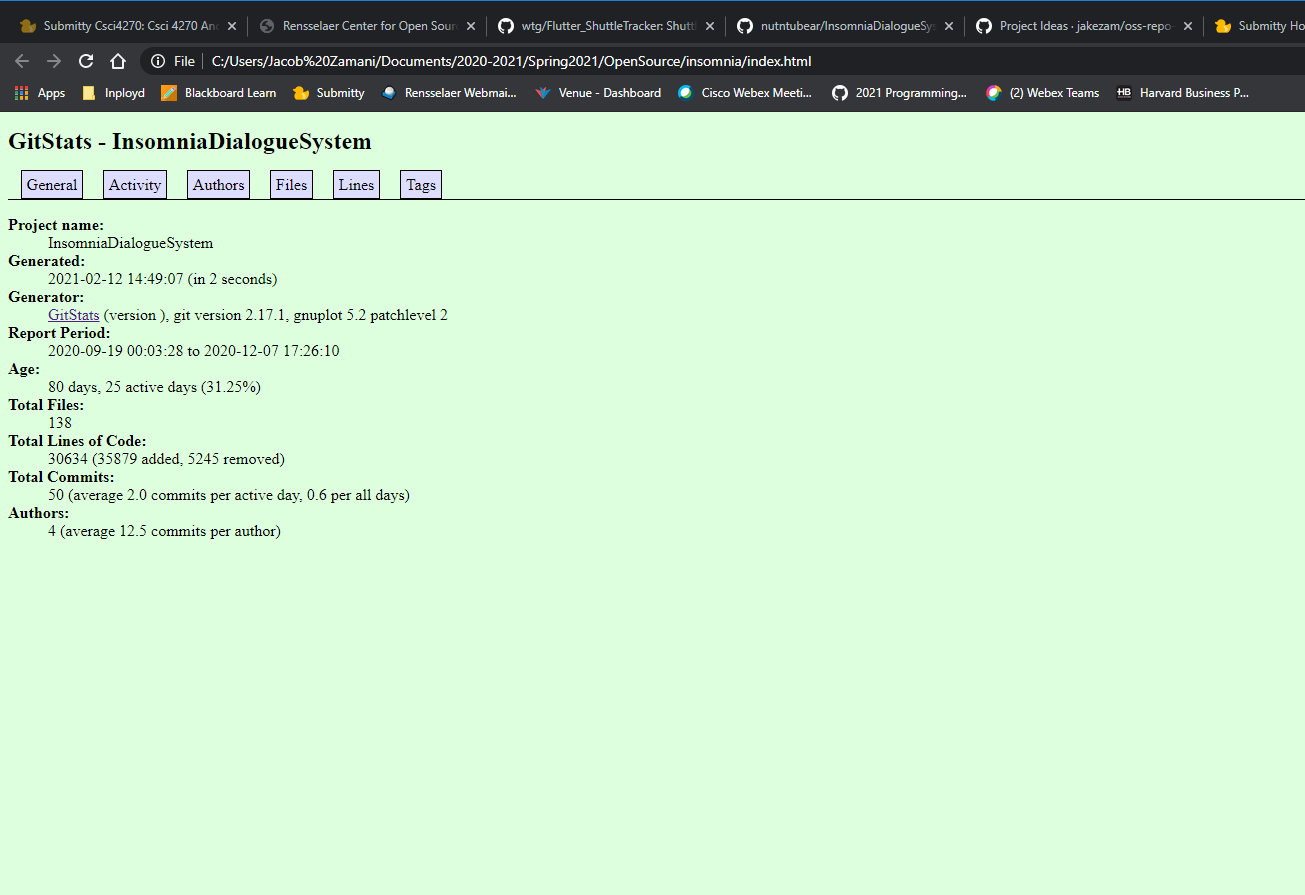 Submitty Csci4270: Csci 4270 An
Rensselaer Center for Open Sour
wtg/Flutter_ShuttleTracker: Shuttl
nutntubear/InsomniaDialogueSys
Project Ideas · jakezam/oss-repo-
Submitty Ho
File
C:/Users/Jacob%20Zamani/Documents/2020-2021/Spring2021/OpenSource/insomnia/index.html
Apps
Inployd
Blackboard Learn
Submitty
Rensselaer Webmai...
Venue - Dashboard
Cisco Webex Meeti...
2021 Programming...
(2) Webex Teams
HB
Harvard Business P...
GitStats - InsomniaDialogueSystem
General
Activity
Authors
Files
Lines
Tags
Project name:
InsomniaDialogueSystem
Generated:
2021-02-12 14:49:07 (in 2 seconds)
Generator:
GitStats (version ), git version 2.17.1, gnuplot 5.2 patchlevel 2
Report Period:
2020-09-19 00:03:28 to 2020-12-07 17:26:10
Age:
80 days, 25 active days (31.25%)
Total Files:
138
Total Lines of Code:
30634 (35879 added, 5245 removed)
Total Commits:
50 (average 2.0 commits per active day, 0.6 per all days)
Authors:
4 (average 12.5 commits per author)